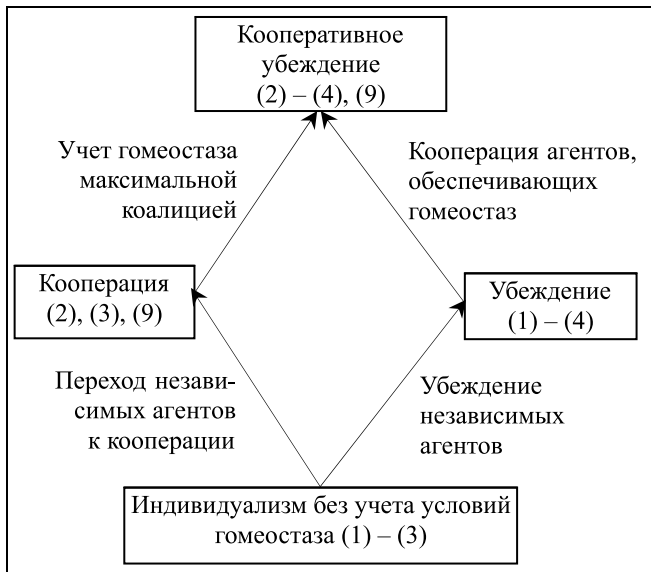 Кооперативное
убеждение
(2) – (4), (9)
Учет гомеостаза
максимальной
коалицией
Кооперация агентов,
обеспечивающих
гомеостаз
Кооперация
(2), (3), (9)
Убеждение
(1) – (4)
Переход незави-
симых агентов
к кооперации
Убеждение
независимых
агентов
Индивидуализм без учета условий
гомеостаза (1) – (3)